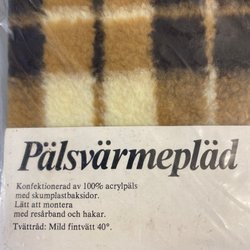 Pälsvärmepläd
Konfektionerad av 100% acrylpäls
med skumplastbaksidor.
Lätt att montera
med resårband och hakar.
Tvättråd: Mild fintvätt 40°.